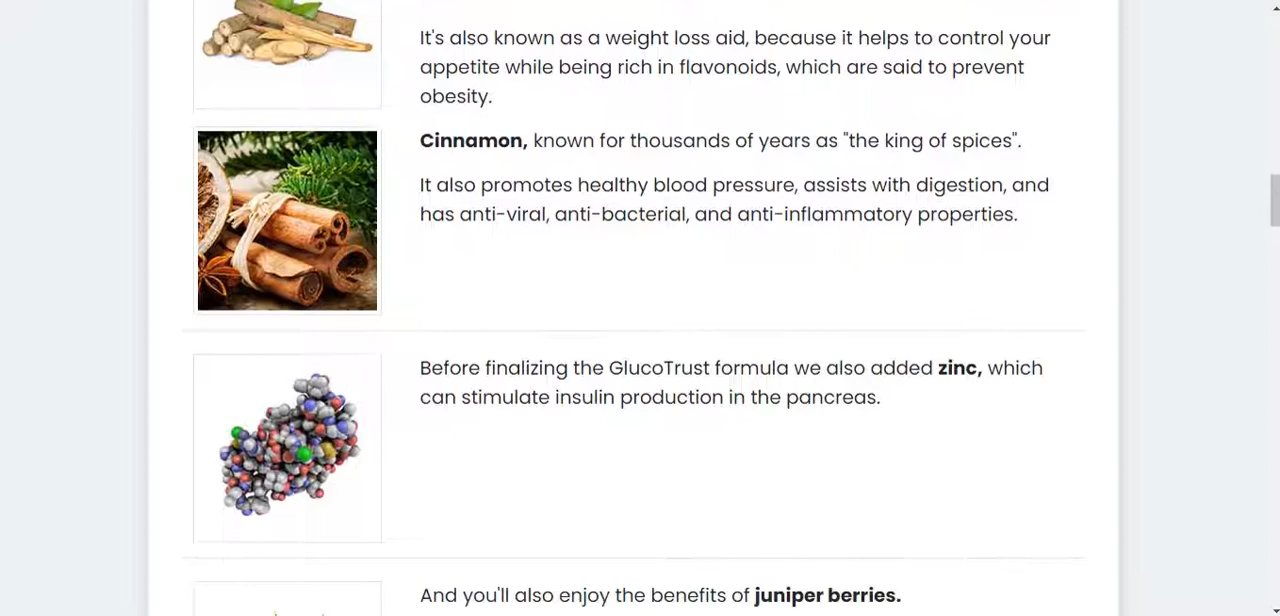 It's also known as a weight loss aid, because it helps to control your
appetite while being rich in flavonoids, which are said to prevent
obesity.
Cinnamon, known for thousands of years as "the king of spices".
It also promotes healthy blood pressure, assists with digestion, and
has anti-viral, anti-bacterial, and anti-inflammatory properties.
Before finalizing the GlucoTrust formula we also added zinc, which
can stimulate insulin production in the pancreas.
And you'll also enjoy the benefits of juniper berries.